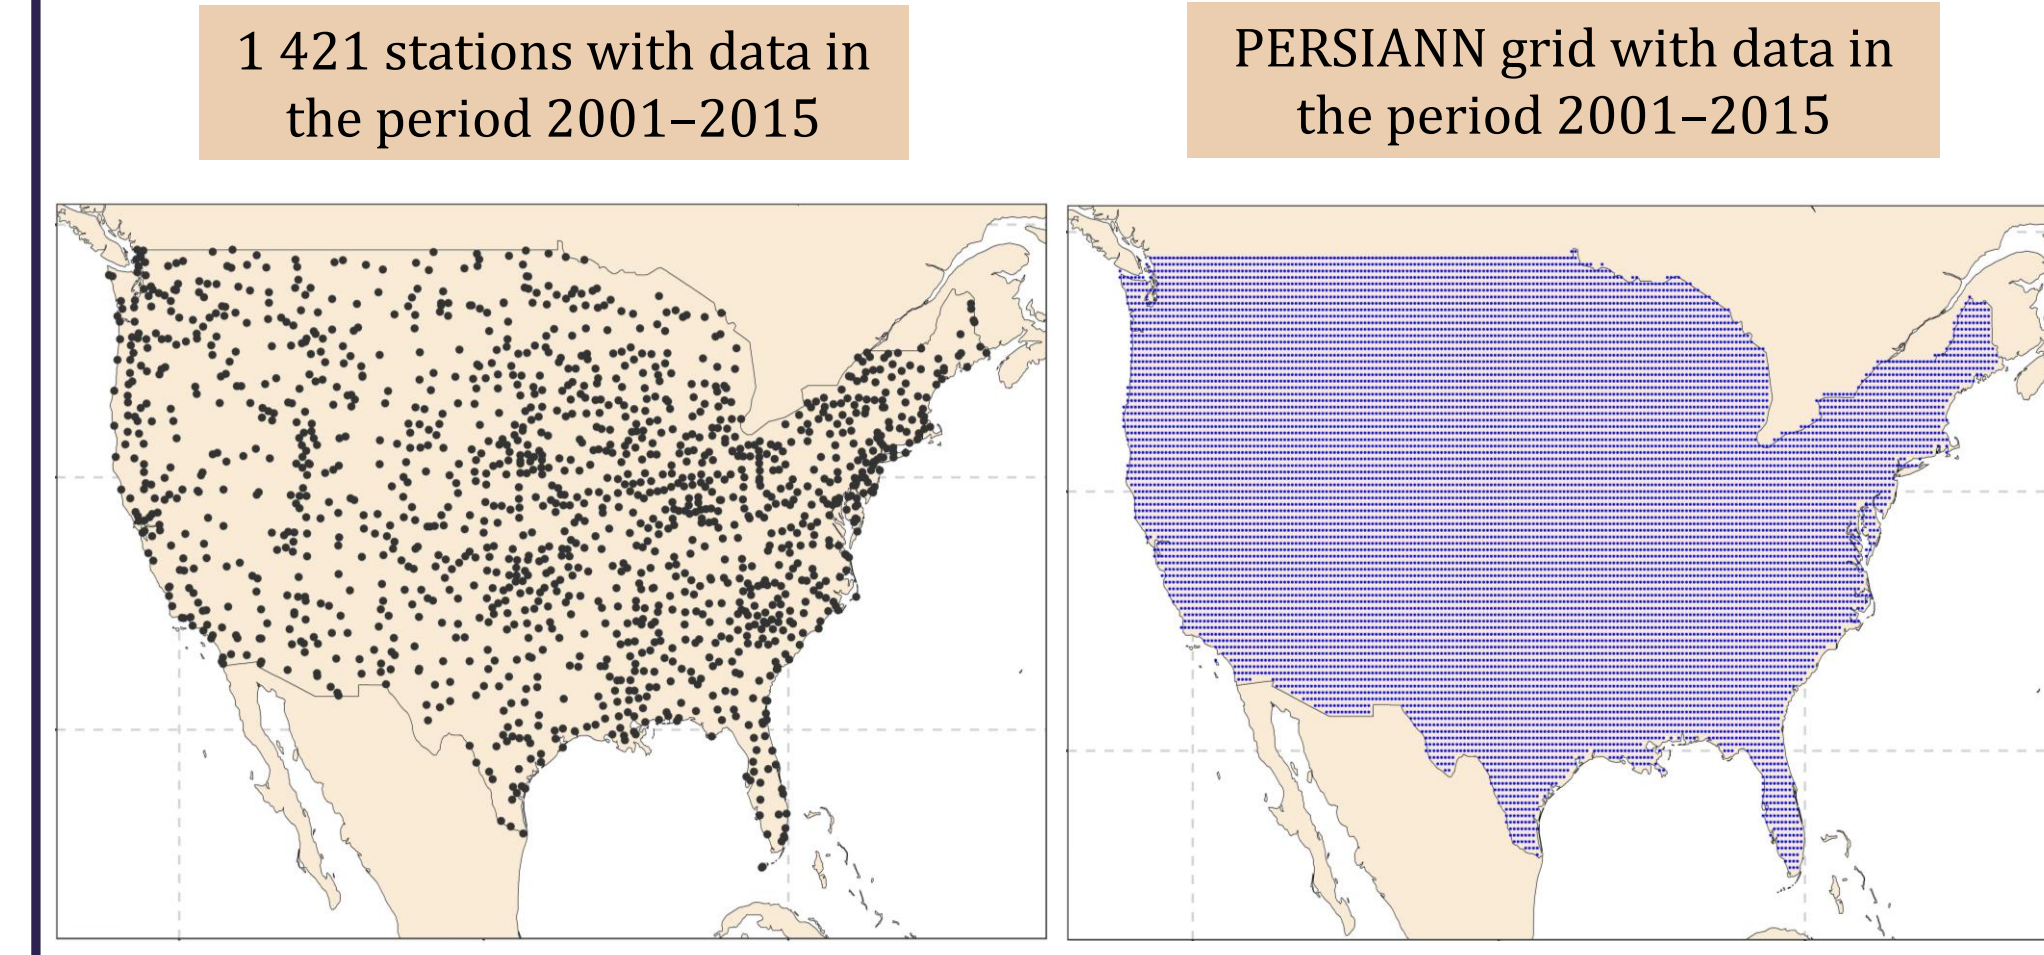 1 421 stations with data in
the period 2001–2015
PERSIANN grid with data in
the period 2001–2015